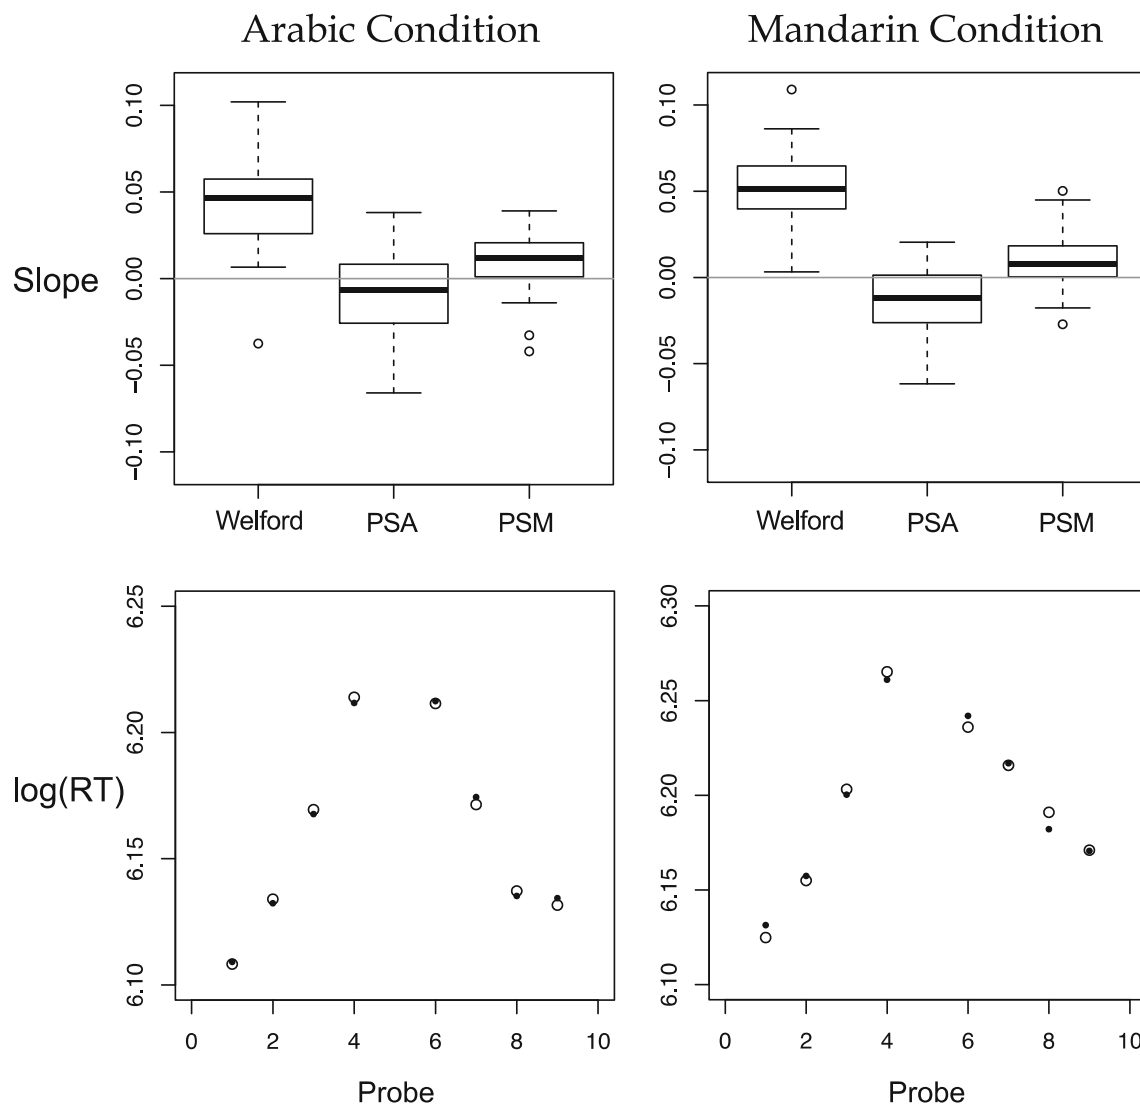 Arabic Condition
Mandarin Condition
Slope
0.10
0.05
0.00
−0.05
−0.10
Welford PSA PSM
0.10
0.05
0.00
−0.05
−0.10
Welford PSA PSM
log(RT)
6.25
6.20
6.15
6.10
0 2 4 6 8 10
Probe
6.30
6.25
6.20
6.15
6.10
0 2 4 6 8 10
Probe